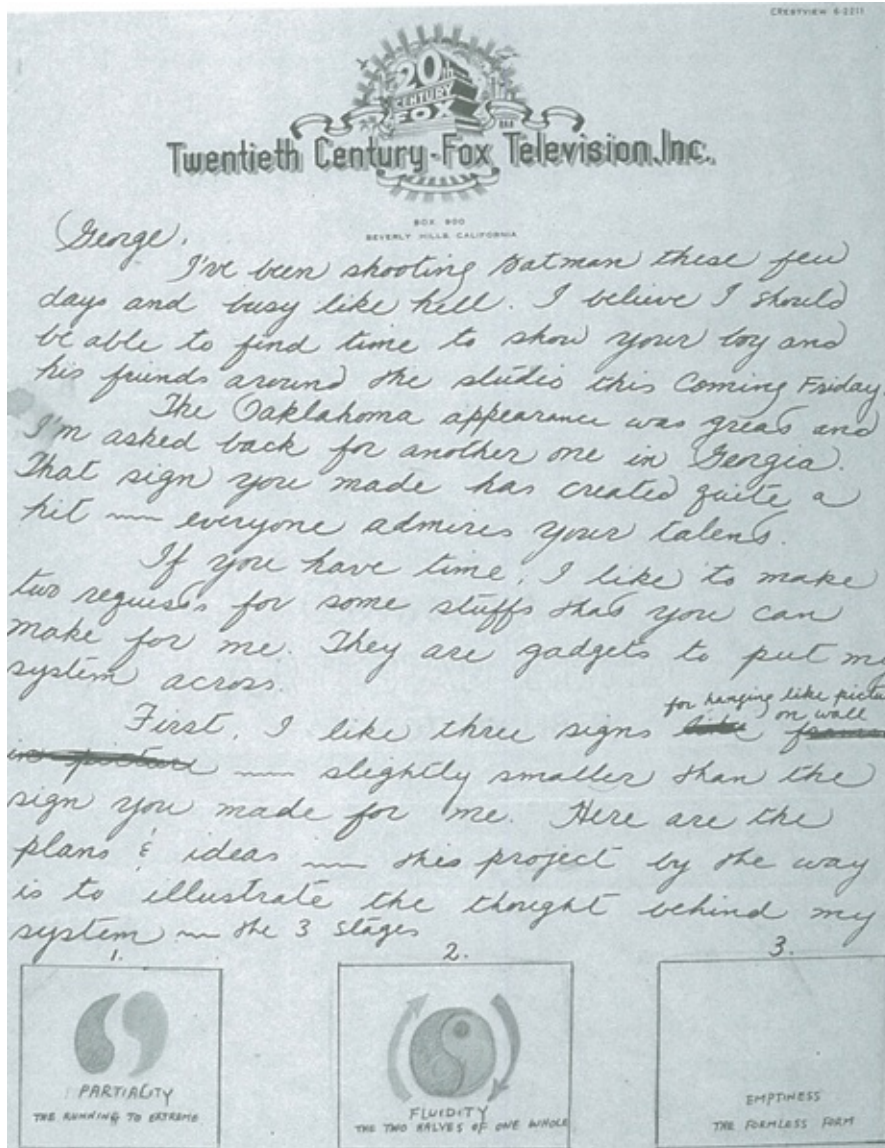 CRESTVIEW 6-2211
20th
CENTURY
FOX
Twentieth Century-Fox Television, Inc.
BOX 900
BEVERLY HILLS, CALIFORNIA
George,
I've been shooting Batman these few
days and busy like hell. I believe I should
be able to find time to show your boy and
his friends around the studio this Coming Friday
The Oaklahoma appearance was great and
I'm asked back for another one in Georgia.
That sign you made has created quite a
hit — everyone admires your talent.
If you have time, I like to make
two requests for some stuffs that you can
make for me. They are gadgets to put my
system across.
for hanging like picture
on wall
First, I like three signs
— slightly smaller than the
sign you made for me. Here are the
plans & ideas — this project by the way
is to illustrate the thought behind my
system — the 3 stages
1. 2. 3.
PARTIALITY
THE RUNNING TO EXTREME
FLUIDITY
THE TWO HALVES OF ONE WHOLE
EMPTINESS
THE FORMLESS FORM